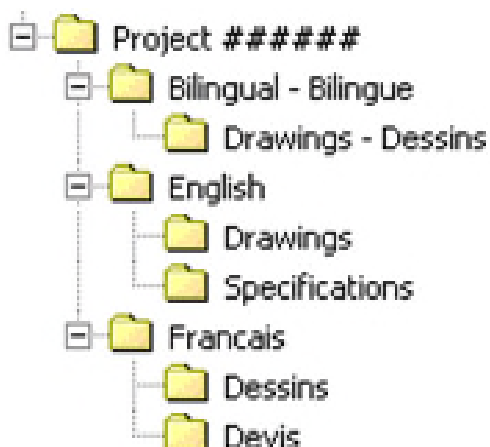 Project ######
Bilingual - Bilingue
Drawings - Dessins
English
Drawings
Specifications
Francais
Dessins
Devis